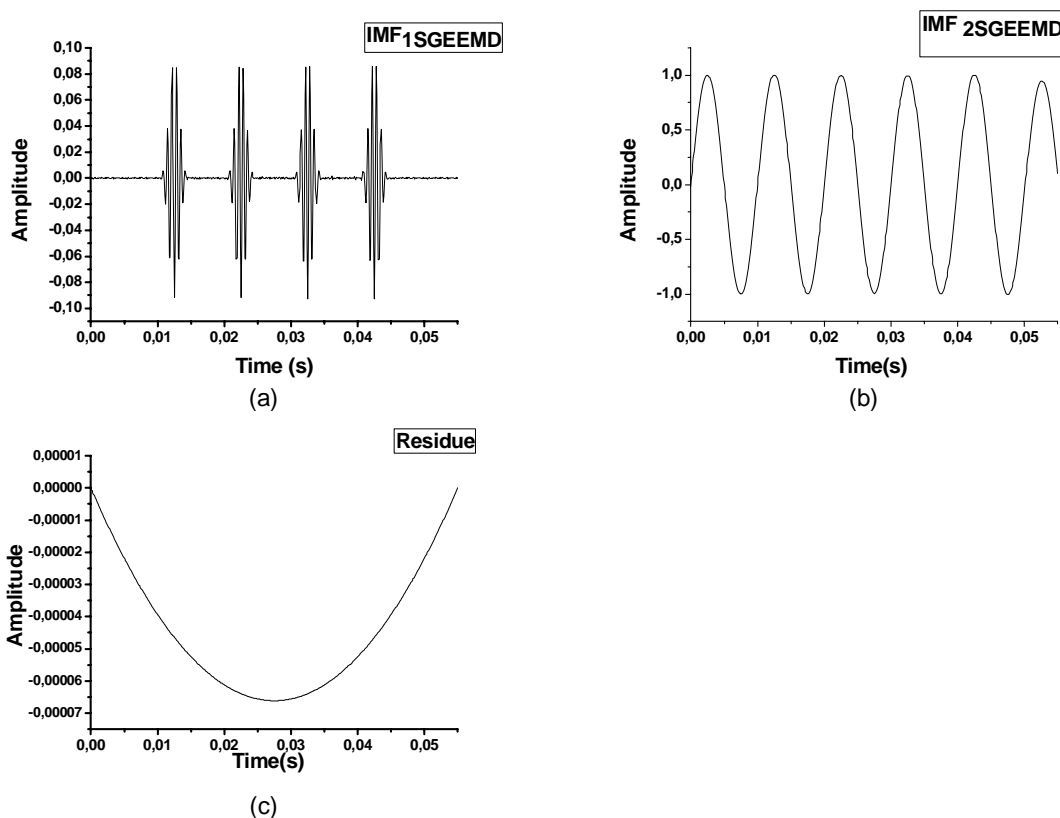 IMF1SGEEMD
0,10
0,08
0,06
0,04
0,02
0,00
-0,02
-0,04
-0,06
-0,08
-0,10
Amplitude
0,00 0,01 0,02 0,03 0,04 0,05
Time (s)
(a)
IMF 2SGEEMD
1,0
0,5
0,0
-0,5
-1,0
Amplitude
0,00 0,01 0,02 0,03 0,04 0,05
Time(s)
(b)
Residue
0,00001
0,00000
-0,00001
-0,00002
-0,00003
-0,00004
-0,00005
-0,00006
-0,00007
Amplitude
0,00 0,01 0,02 0,03 0,04 0,05
Time(s)
(c)